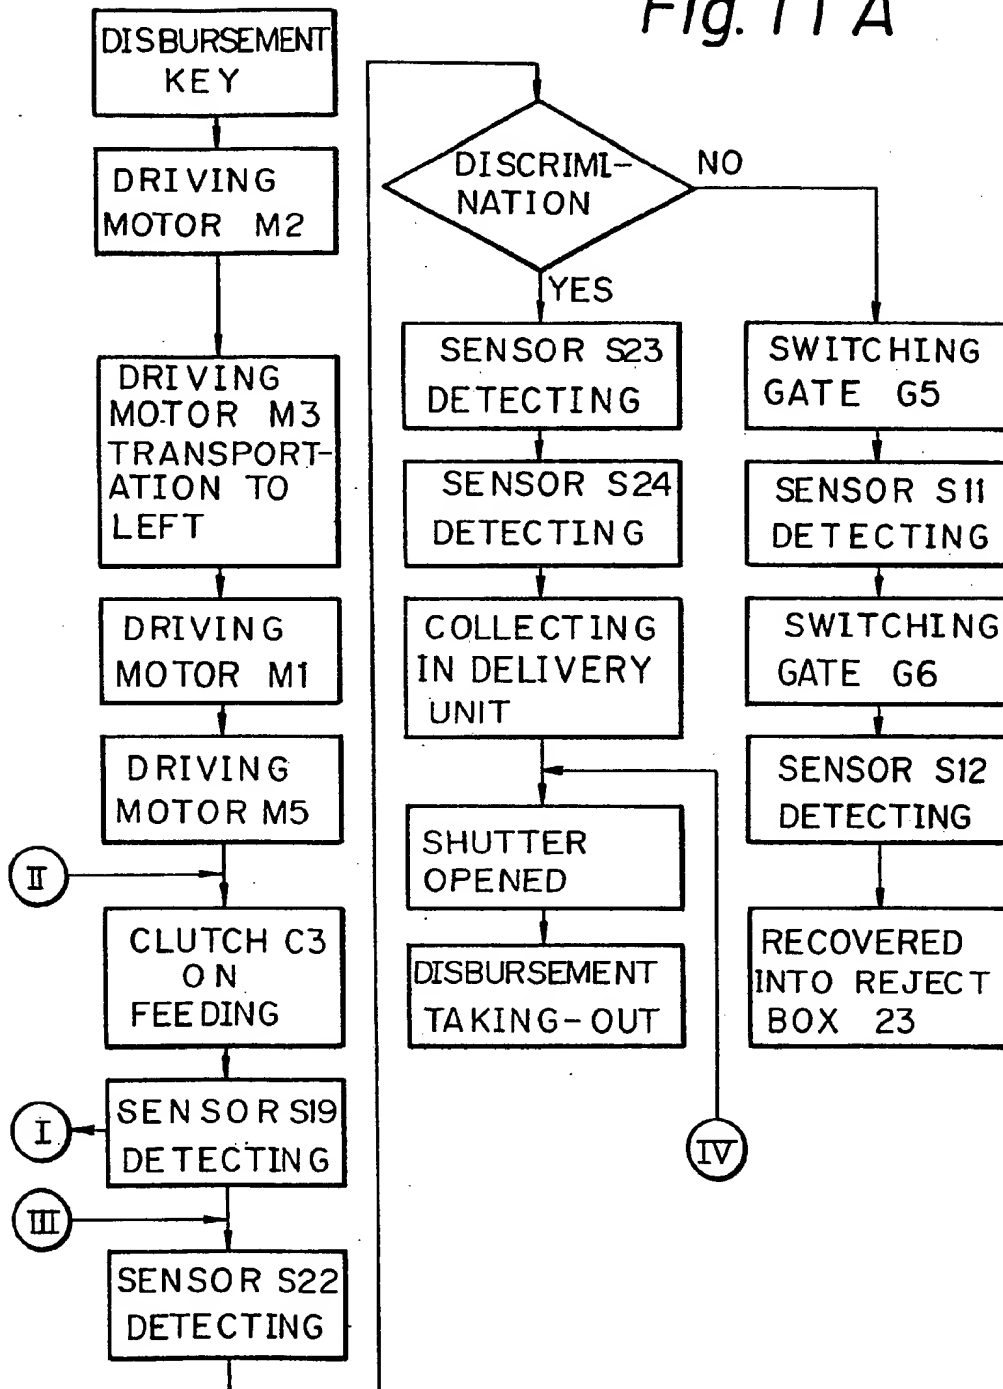 Fig. 11 A
DISBURSEMENT
KEY
DRIVING
MOTOR M2
DRIVING
MOTOR M3
TRANSPORT-
ATION TO
LEFT
DRIVING
MOTOR M1
DRIVING
MOTOR M5
II
CLUTCH C3
ON
FEEDING
SENSOR S19
DETECTING
I
III
SENSOR S22
DETECTING
DISCRIMI-
NATION
NO
YES
SENSOR S23
DETECTING
SENSOR S24
DETECTING
COLLECTING
IN DELIVERY
UNIT
SHUTTER
OPENED
DISBURSEMENT
TAKING-OUT
IV
SWITCHING
GATE G5
SENSOR S11
DETECTING
SWITCHING
GATE G6
SENSOR S12
DETECTING
RECOVERED
INTO REJECT
BOX 23